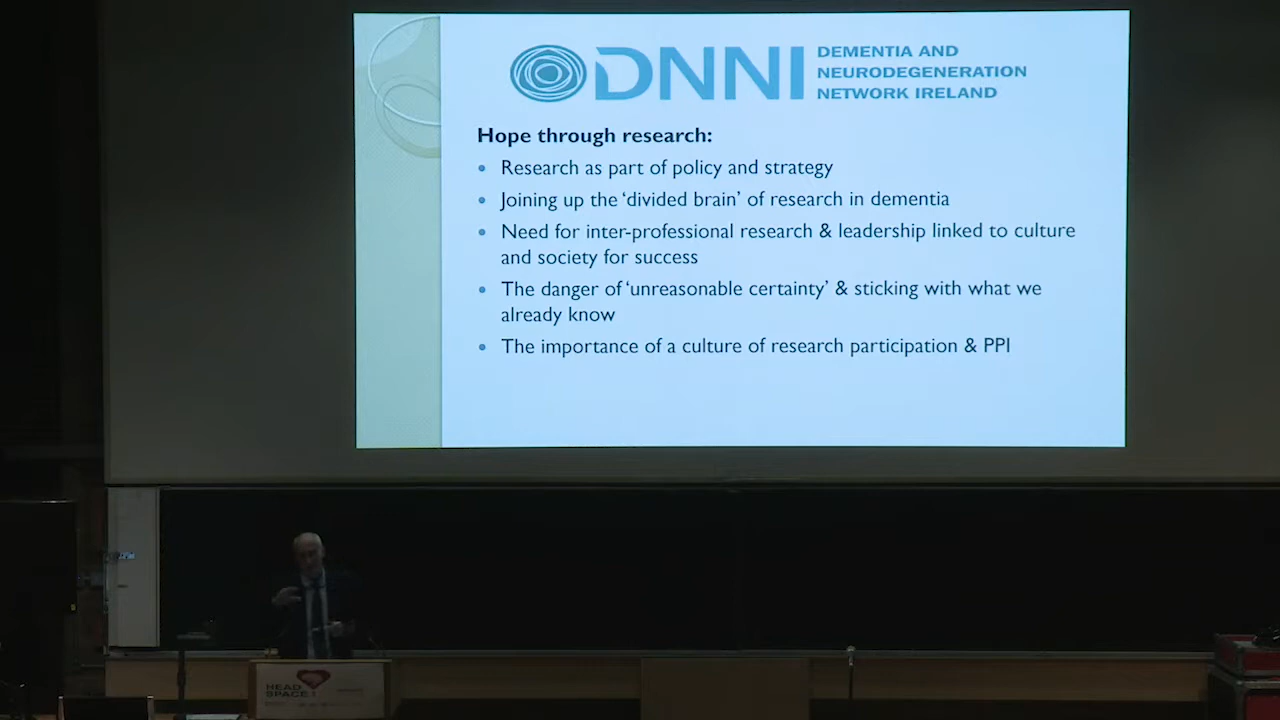 DNNI
DEMENTIA AND
NEURODEGENERATION
NETWORK IRELAND
Hope through research:
• Research as part of policy and strategy
• Joining up the ‘divided brain’ of research in dementia
• Need for inter-professional research & leadership linked to culture
and society for success
• The danger of ‘unreasonable certainty’ & sticking with what we
already know
• The importance of a culture of research participation & PPI
HEAD
SPACE!